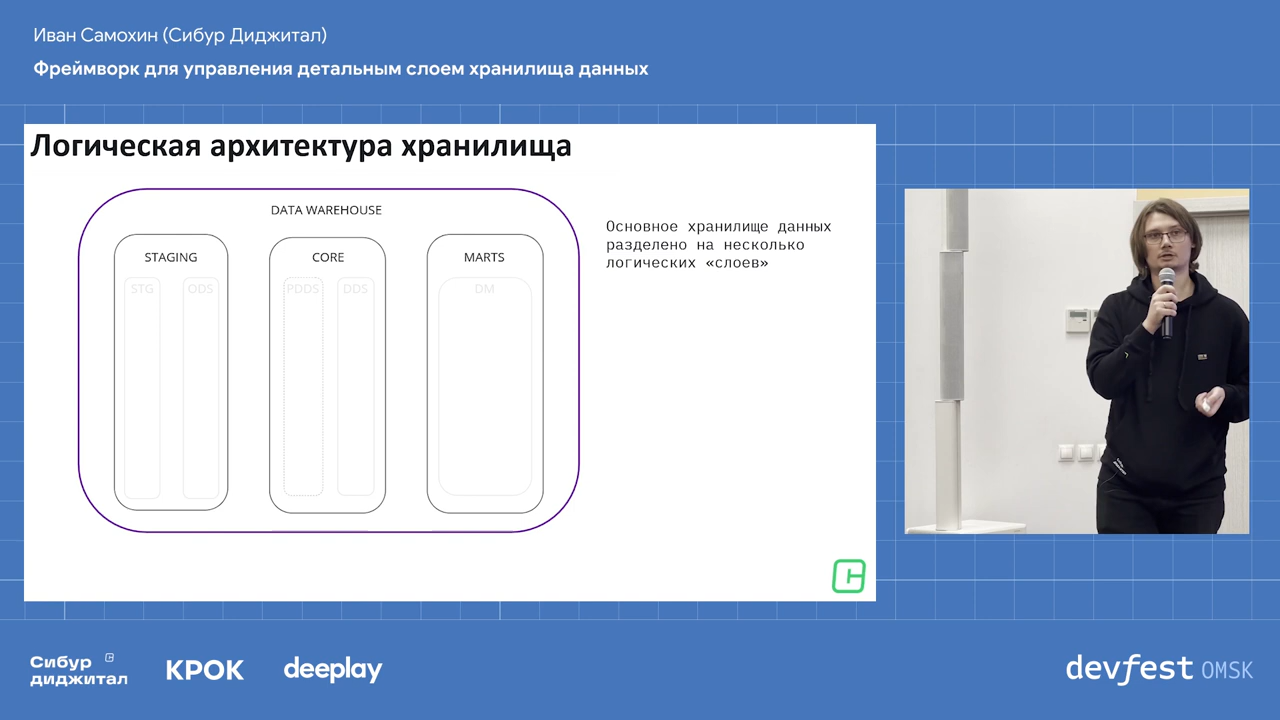 Иван Самохин (Сибур Диджитал)
Фреймворк для управления детальным слоем хранилища данных
Логическая архитектура хранилища
DATA WAREHOUSE
STAGING
CORE
MARTS
STG
ODS
PDDS
DDS
DM
Основное хранилище данных
разделено на несколько
логических «слоев»
Сибур
диджитал
КРОК
deeplay
devfest OMSK